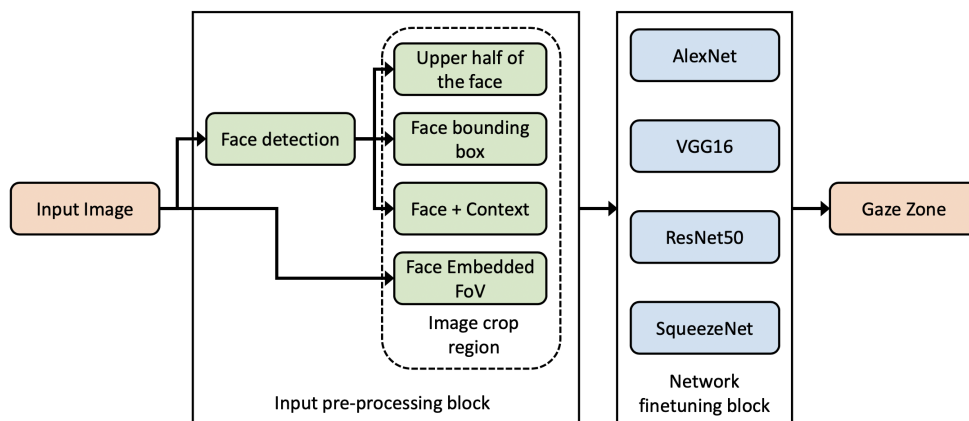 Input Image
Face detection
Upper half of
the face
Face bounding
box
Face + Context
Face Embedded
FoV
Image crop
region
Input pre-processing block
AlexNet
VGG16
ResNet50
SqueezeNet
Network
finetuning block
Gaze Zone